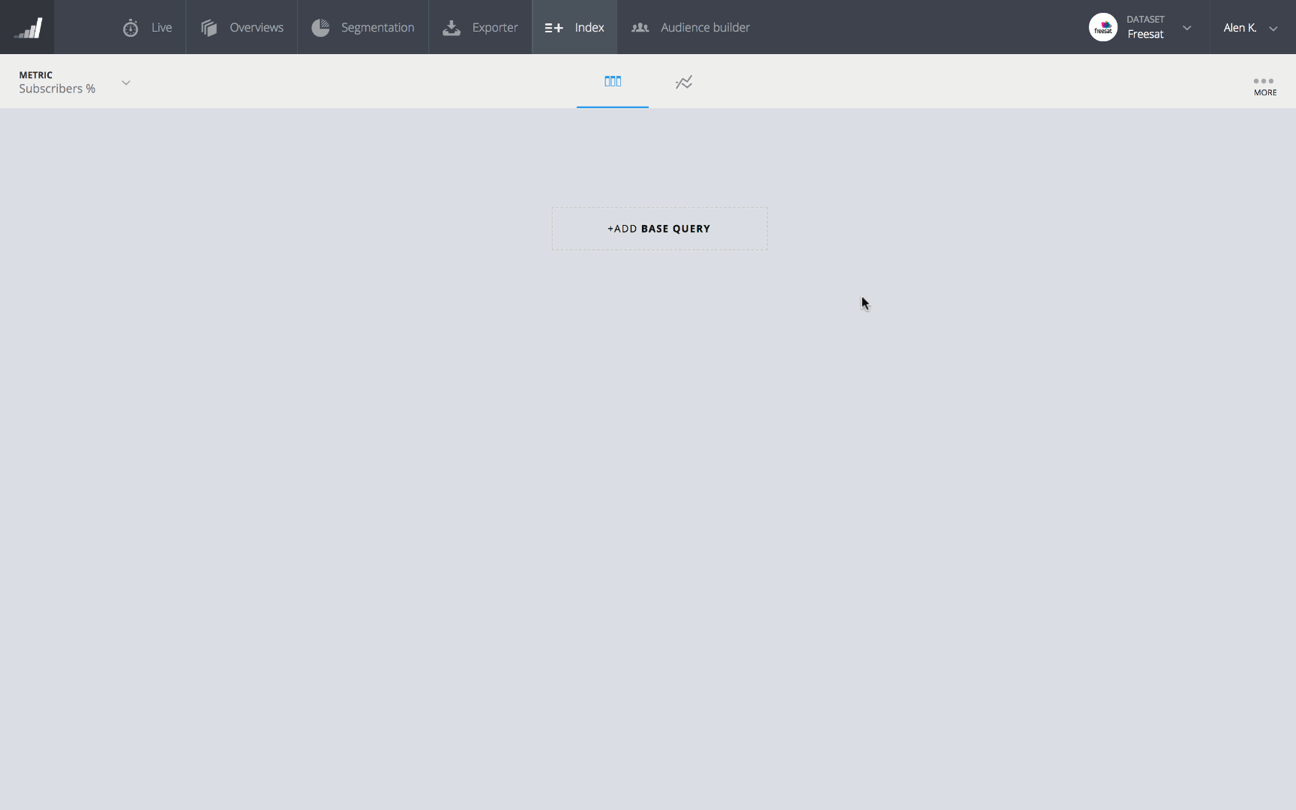 Live
Overviews
Segmentation
Exporter
Index
Audience builder
freesat
DATASET
Freesat
Alen K.
METRIC
Subscribers %
MORE
+ADD BASE QUERY